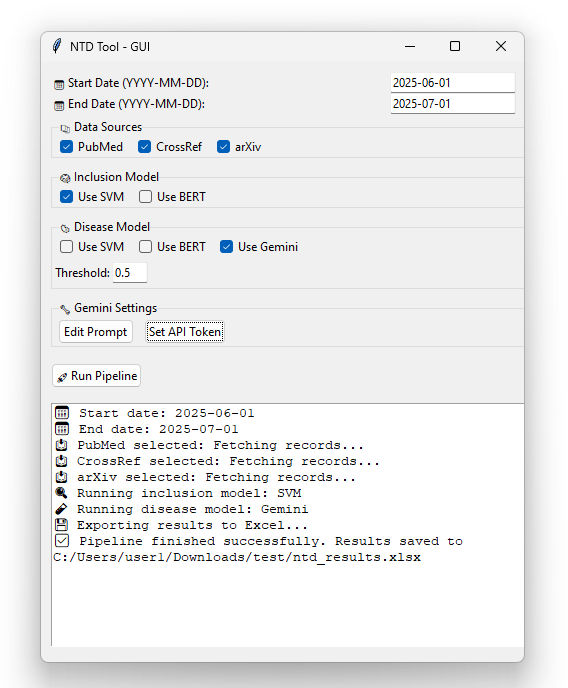 NTD Tool - GUI
Start Date (YYYY-MM-DD): 2025-06-01
End Date (YYYY-MM-DD): 2025-07-01
Data Sources
PubMed CrossRef arXiv
Inclusion Model
Use SVM Use BERT
Disease Model
Use SVM Use BERT Use Gemini
Threshold: 0.5
Gemini Settings
Edit Prompt Set API Token
Run Pipeline
Start date: 2025-06-01
End date: 2025-07-01
PubMed selected: Fetching records...
CrossRef selected: Fetching records...
arXiv selected: Fetching records...
Running inclusion model: SVM
Running disease model: Gemini
Exporting results to Excel...
Pipeline finished successfully. Results saved to
C:/Users/user1/Downloads/test/ntd_results.xlsx